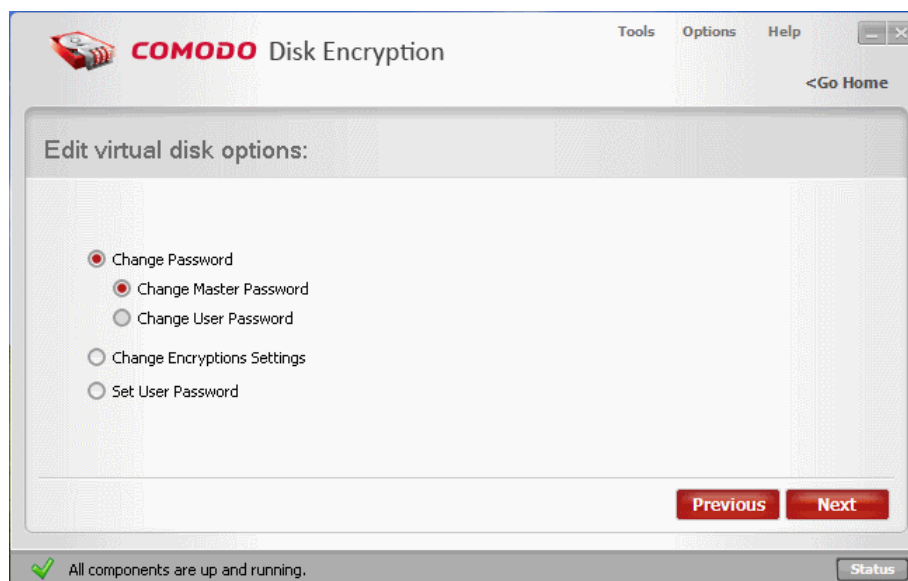 COMODO Disk Encryption
Tools Options Help
<Go Home
Edit virtual disk options:
Change Password
Change Master Password
Change User Password
Change Encryptions Settings
Set User Password
Previous Next
All components are up and running.
Status